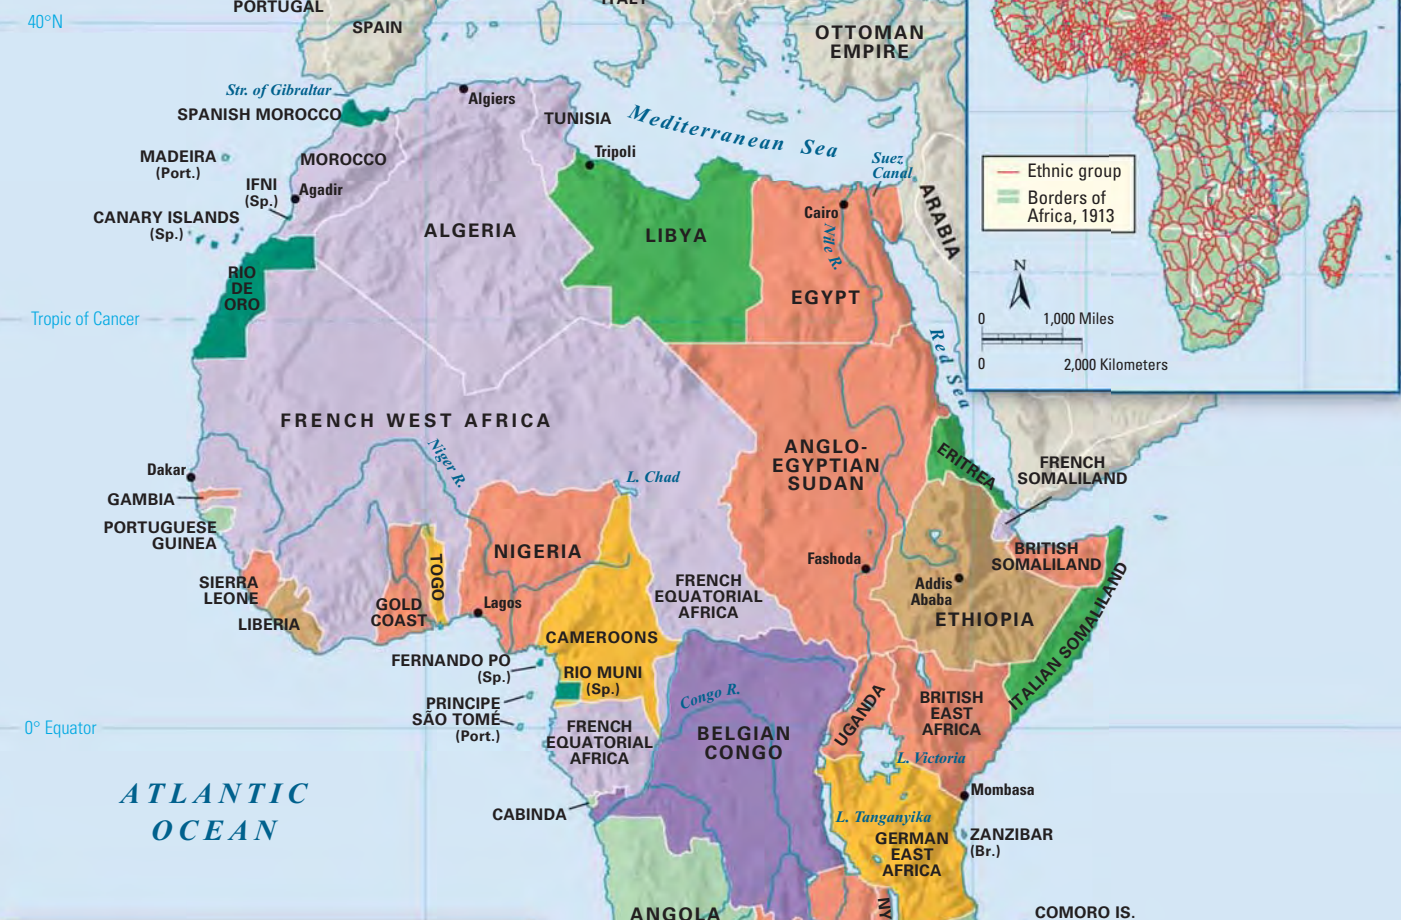 PORTUGAL
ITALY
40°N
SPAIN
OTTOMAN
EMPIRE
Str. of Gibraltar
SPANISH MOROCCO
Algiers
TUNISIA
Mediterranean Sea
MADEIRA
(Port.)
MOROCCO
Tripoli
Suez
Canal
IFNI
(Sp.)
Agadir
CANARY ISLANDS
(Sp.)
Cairo
Nile R.
ARABIA
ALGERIA
LIBYA
EGYPT
RIO
DE
ORO
Tropic of Cancer
Red Sea
Ethnic group
Borders of
Africa, 1913
N
0 1,000 Miles
0 2,000 Kilometers
FRENCH WEST AFRICA
Niger R.
L. Chad
ANGLO-
EGYPTIAN
SUDAN
ERITREA
FRENCH
SOMALILAND
Dakar
GAMBIA
PORTUGUESE
GUINEA
NIGERIA
TOGO
Fashoda
BRITISH
SOMALILAND
SIERRA
LEONE
LIBERIA
GOLD
COAST
Lagos
FRENCH
EQUATORIAL
AFRICA
Addis
Ababa
ETHIOPIA
ITALIAN SOMALILAND
CAMEROONS
FERNANDO PO
(Sp.)
RIO MUNI
(Sp.)
PRINCIPE
SÃO TOMÉ
(Port.)
Congo R.
UGANDA
BRITISH
EAST
AFRICA
0° Equator
FRENCH
EQUATORIAL
AFRICA
BELGIAN
CONGO
L. Victoria
ATLANTIC
OCEAN
CABINDA
Mombasa
L. Tanganyika
ZANZIBAR
(Br.)
GERMAN
EAST
AFRICA
ANGOLA
NY
COMORO IS.